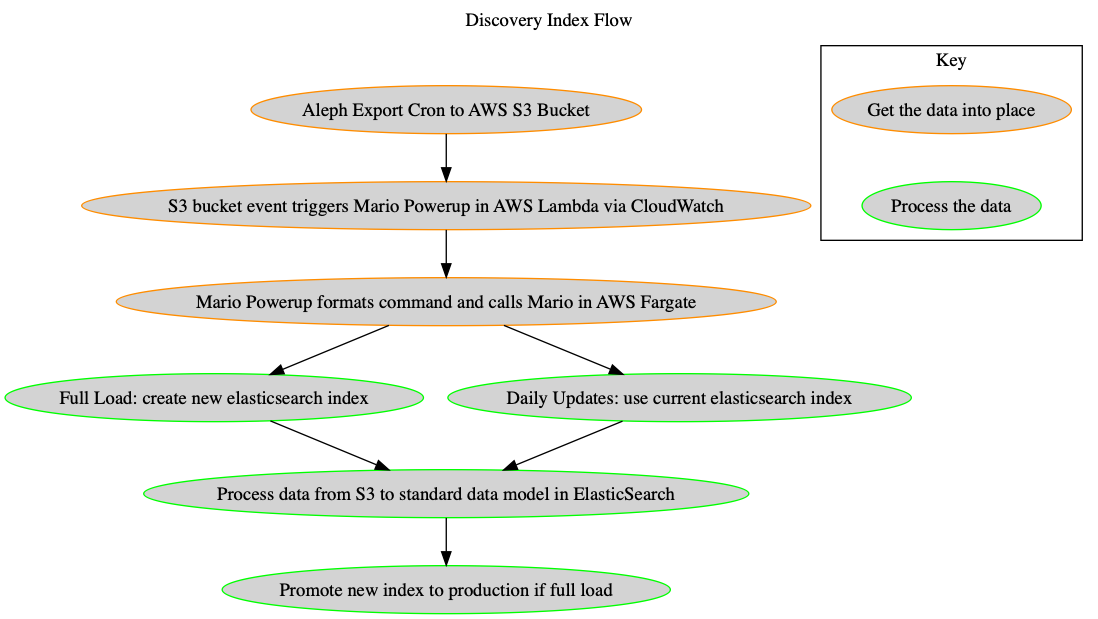 Discovery Index Flow
Key
Aleph Export Cron to AWS S3 Bucket
Get the data into place
S3 bucket event triggers Mario Powerup in AWS Lambda via CloudWatch
Process the data
Mario Powerup formats command and calls Mario in AWS Fargate
Full Load: create new elasticsearch index
Daily Updates: use current elasticsearch index
Process data from S3 to standard data model in ElasticSearch
Promote new index to production if full load